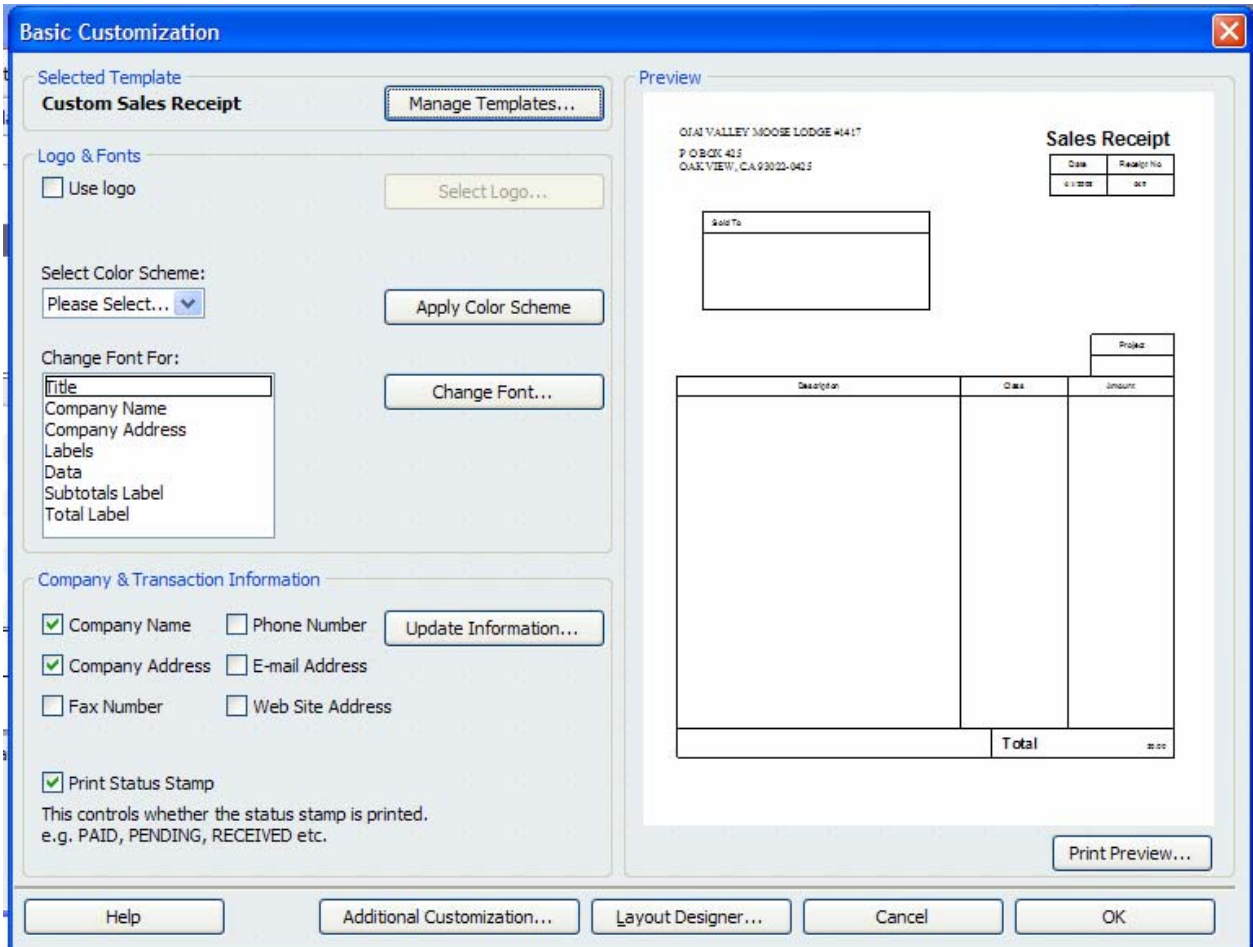 Basic Customization
Selected Template
Custom Sales Receipt
Manage Templates...
Logo & Fonts
Use logo
Select Logo...
Select Color Scheme:
Please Select...
Apply Color Scheme
Change Font For:
Title
Company Name
Company Address
Labels
Data
Subtotals Label
Total Label
Change Font...
Company & Transaction Information
Company Name
Phone Number
Update Information...
Company Address
E-mail Address
Fax Number
Web Site Address
Print Status Stamp
This controls whether the status stamp is printed.
e.g. PAID, PENDING, RECEIVED etc.
Preview
OJAI VALLEY MOOSE LODGE #1417
P O BOX 425
OAK VIEW, CA 93022-0425
Sales Receipt
Date
Receipt No.
Sold To
Project
Description
Class
Amount
Total
Print Preview...
Help
Additional Customization...
Layout Designer...
Cancel
OK